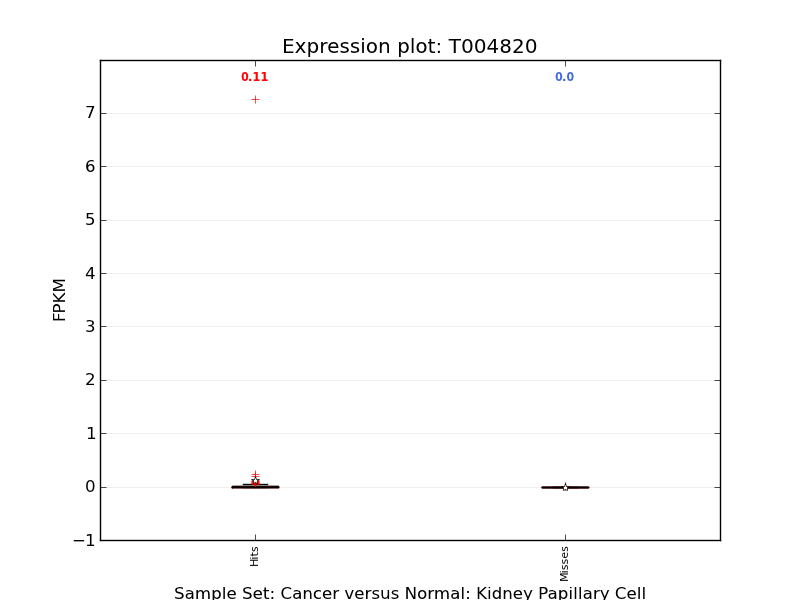 Expression plot: T004820
0.11
0.0
7
6
5
4
3
2
1
0
−1
FPKM
Hits
Misses
Sample Set: Cancer versus Normal: Kidney Papillary Cell